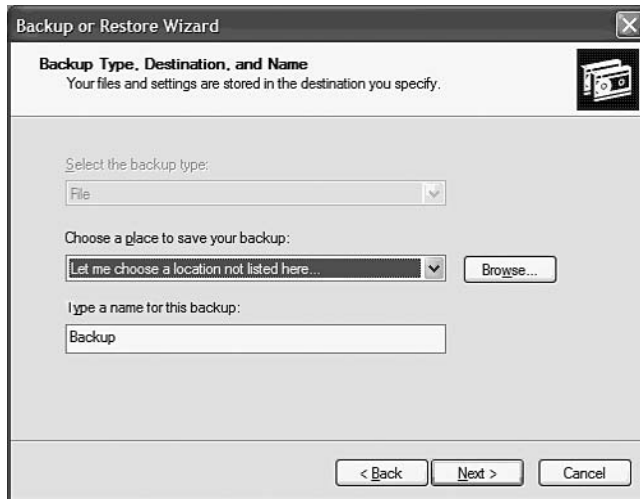 Backup or Restore Wizard
Backup Type, Destination, and Name
Your files and settings are stored in the destination you specify.
Select the backup type:
File
Choose a place to save your backup:
Let me choose a location not listed here...
Browse...
Type a name for this backup:
Backup
< Back
Next >
Cancel